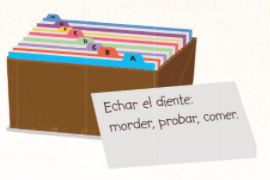 F
E
D
C
B
A
Echar el diente:
morder, probar, comer.